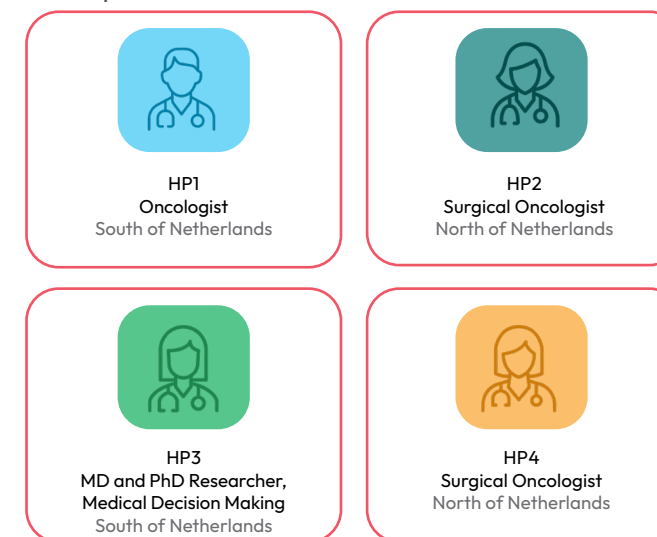 HP1
Oncologist
South of Netherlands
HP2
Surgical Oncologist
North of Netherlands
HP3
MD and PhD Researcher,
Medical Decision Making
South of Netherlands
HP4
Surgical Oncologist
North of Netherlands